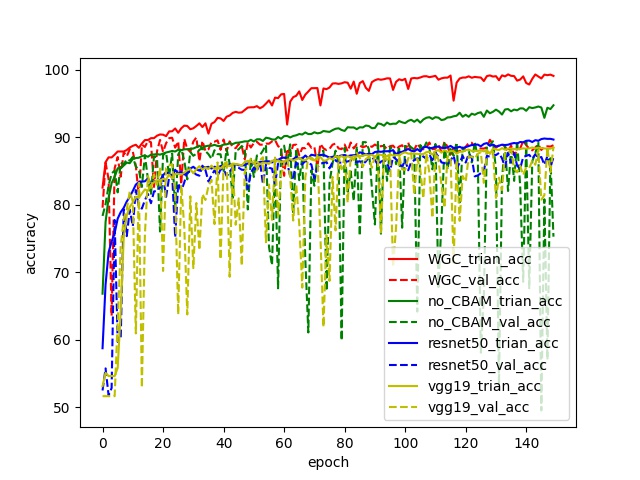 100
90
80
70
60
50
accuracy
0 20 40 60 80 100 120 140
epoch
WGC_trian_acc
WGC_val_acc
no_CBAM_trian_acc
no_CBAM_val_acc
resnet50_trian_acc
resnet50_val_acc
vgg19_trian_acc
vgg19_val_acc